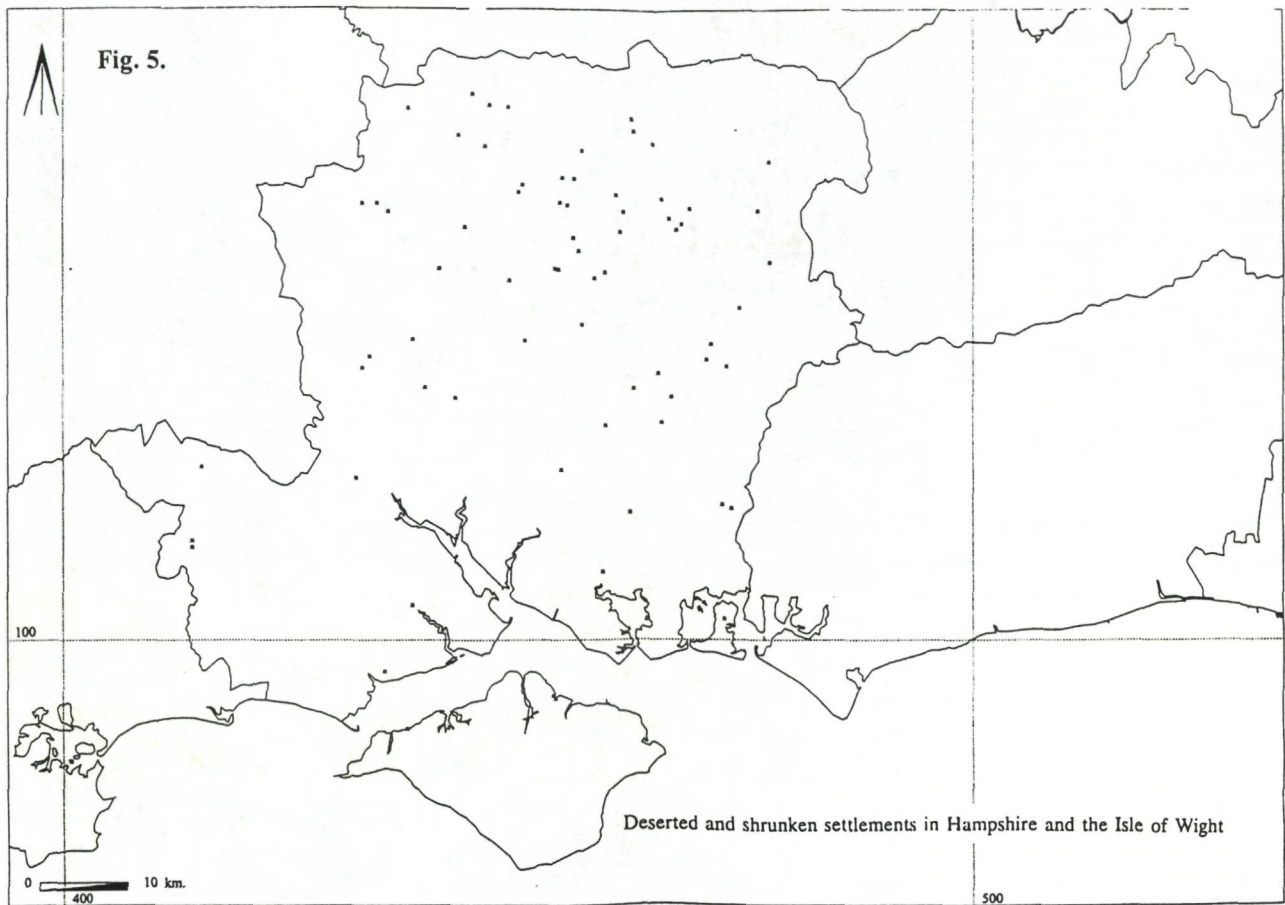 Fig. 5.
100
Deserted and shrunken settlements in Hampshire and the Isle of Wight
0 10 km.
400
500